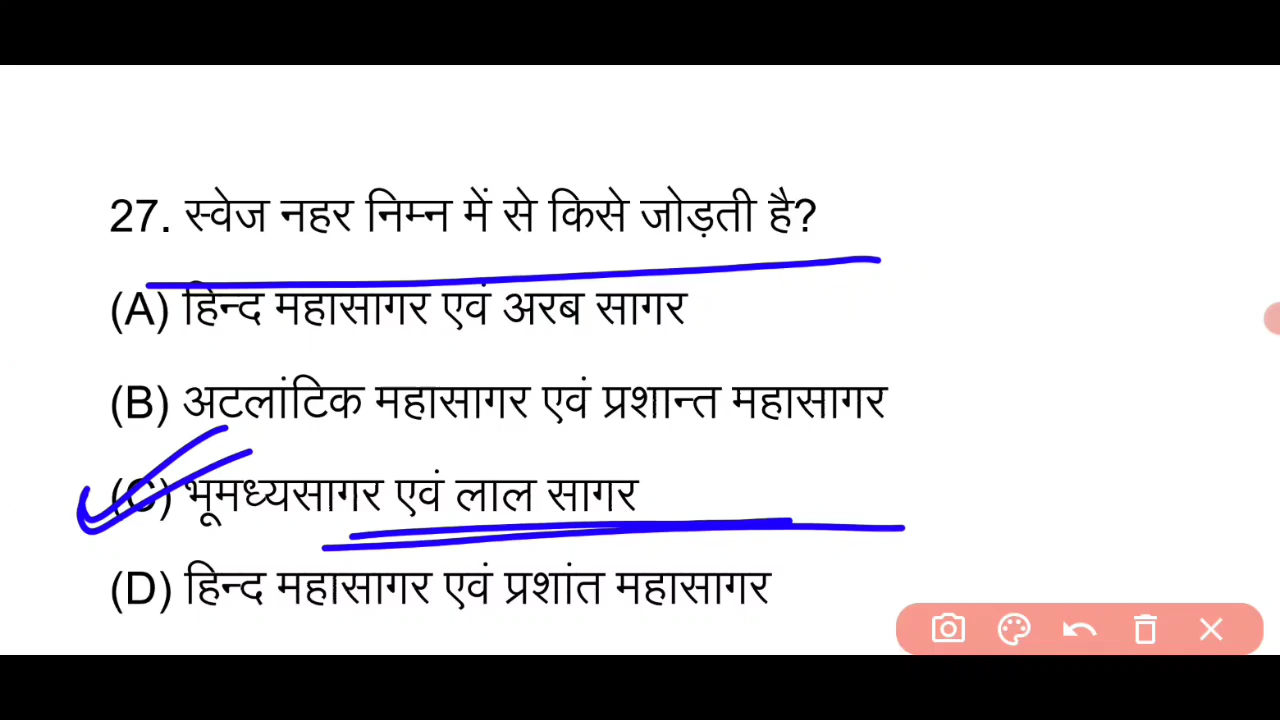 27. स्वेज नहर निम्न में से किसे जोड़ती है?
(A) हिन्द महासागर एवं अरब सागर
(B) अटलांटिक महासागर एवं प्रशान्त महासागर
(C) भूमध्यसागर एवं लाल सागर
(D) हिन्द महासागर एवं प्रशांत महासागर